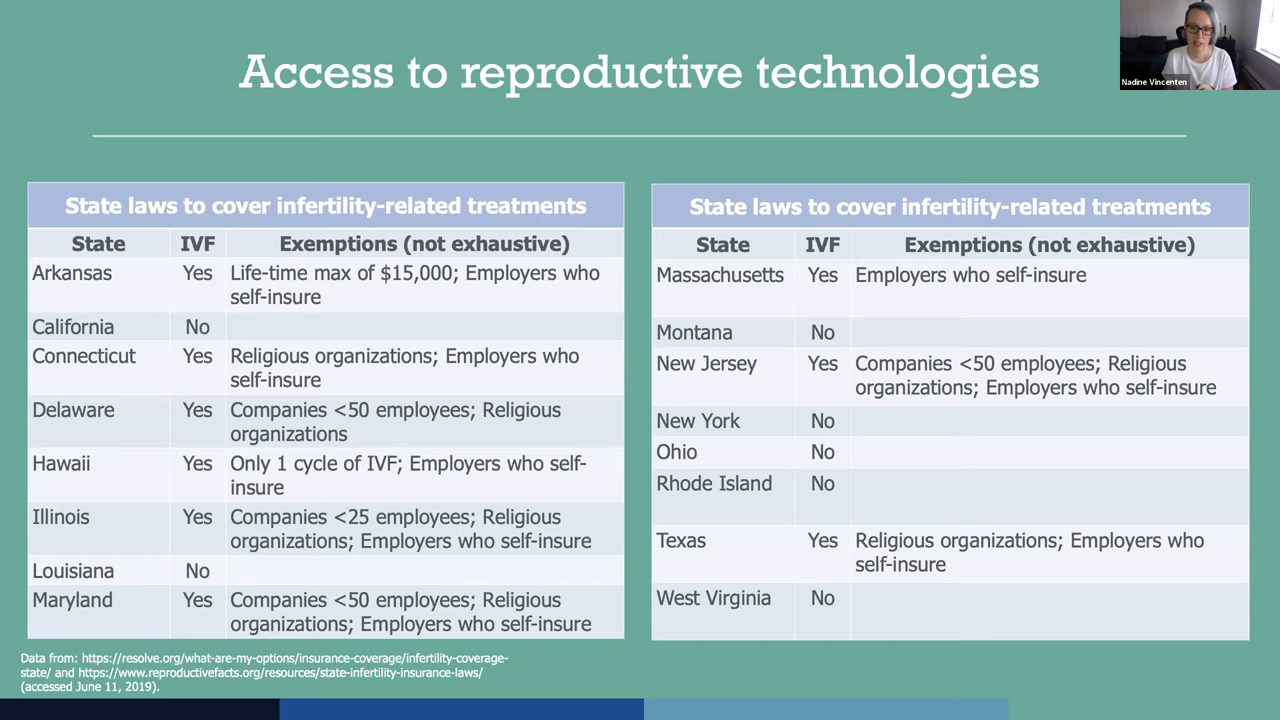 Access to reproductive technologies
Nadine Vincenten
State laws to cover infertility-related treatments
State IVF Exemptions (not exhaustive)
Arkansas Yes Life-time max of $15,000; Employers who
self-insure
California No
Connecticut Yes Religious organizations; Employers who
self-insure
Delaware Yes Companies <50 employees; Religious
organizations
Hawaii Yes Only 1 cycle of IVF; Employers who self-
insure
Illinois Yes Companies <25 employees; Religious
organizations; Employers who self-insure
Louisiana No
Maryland Yes Companies <50 employees; Religious
organizations; Employers who self-insure
State laws to cover infertility-related treatments
State IVF Exemptions (not exhaustive)
Massachusetts Yes Employers who self-insure
Montana No
New Jersey Yes Companies <50 employees; Religious
organizations; Employers who self-insure
New York No
Ohio No
Rhode Island No
Texas Yes Religious organizations; Employers who
self-insure
West Virginia No
Data from: https://resolve.org/what-are-my-options/insurance-coverage/infertility-coverage-
state/ and https://www.reproductivefacts.org/resources/state-infertility-insurance-laws/
(accessed June 11, 2019).